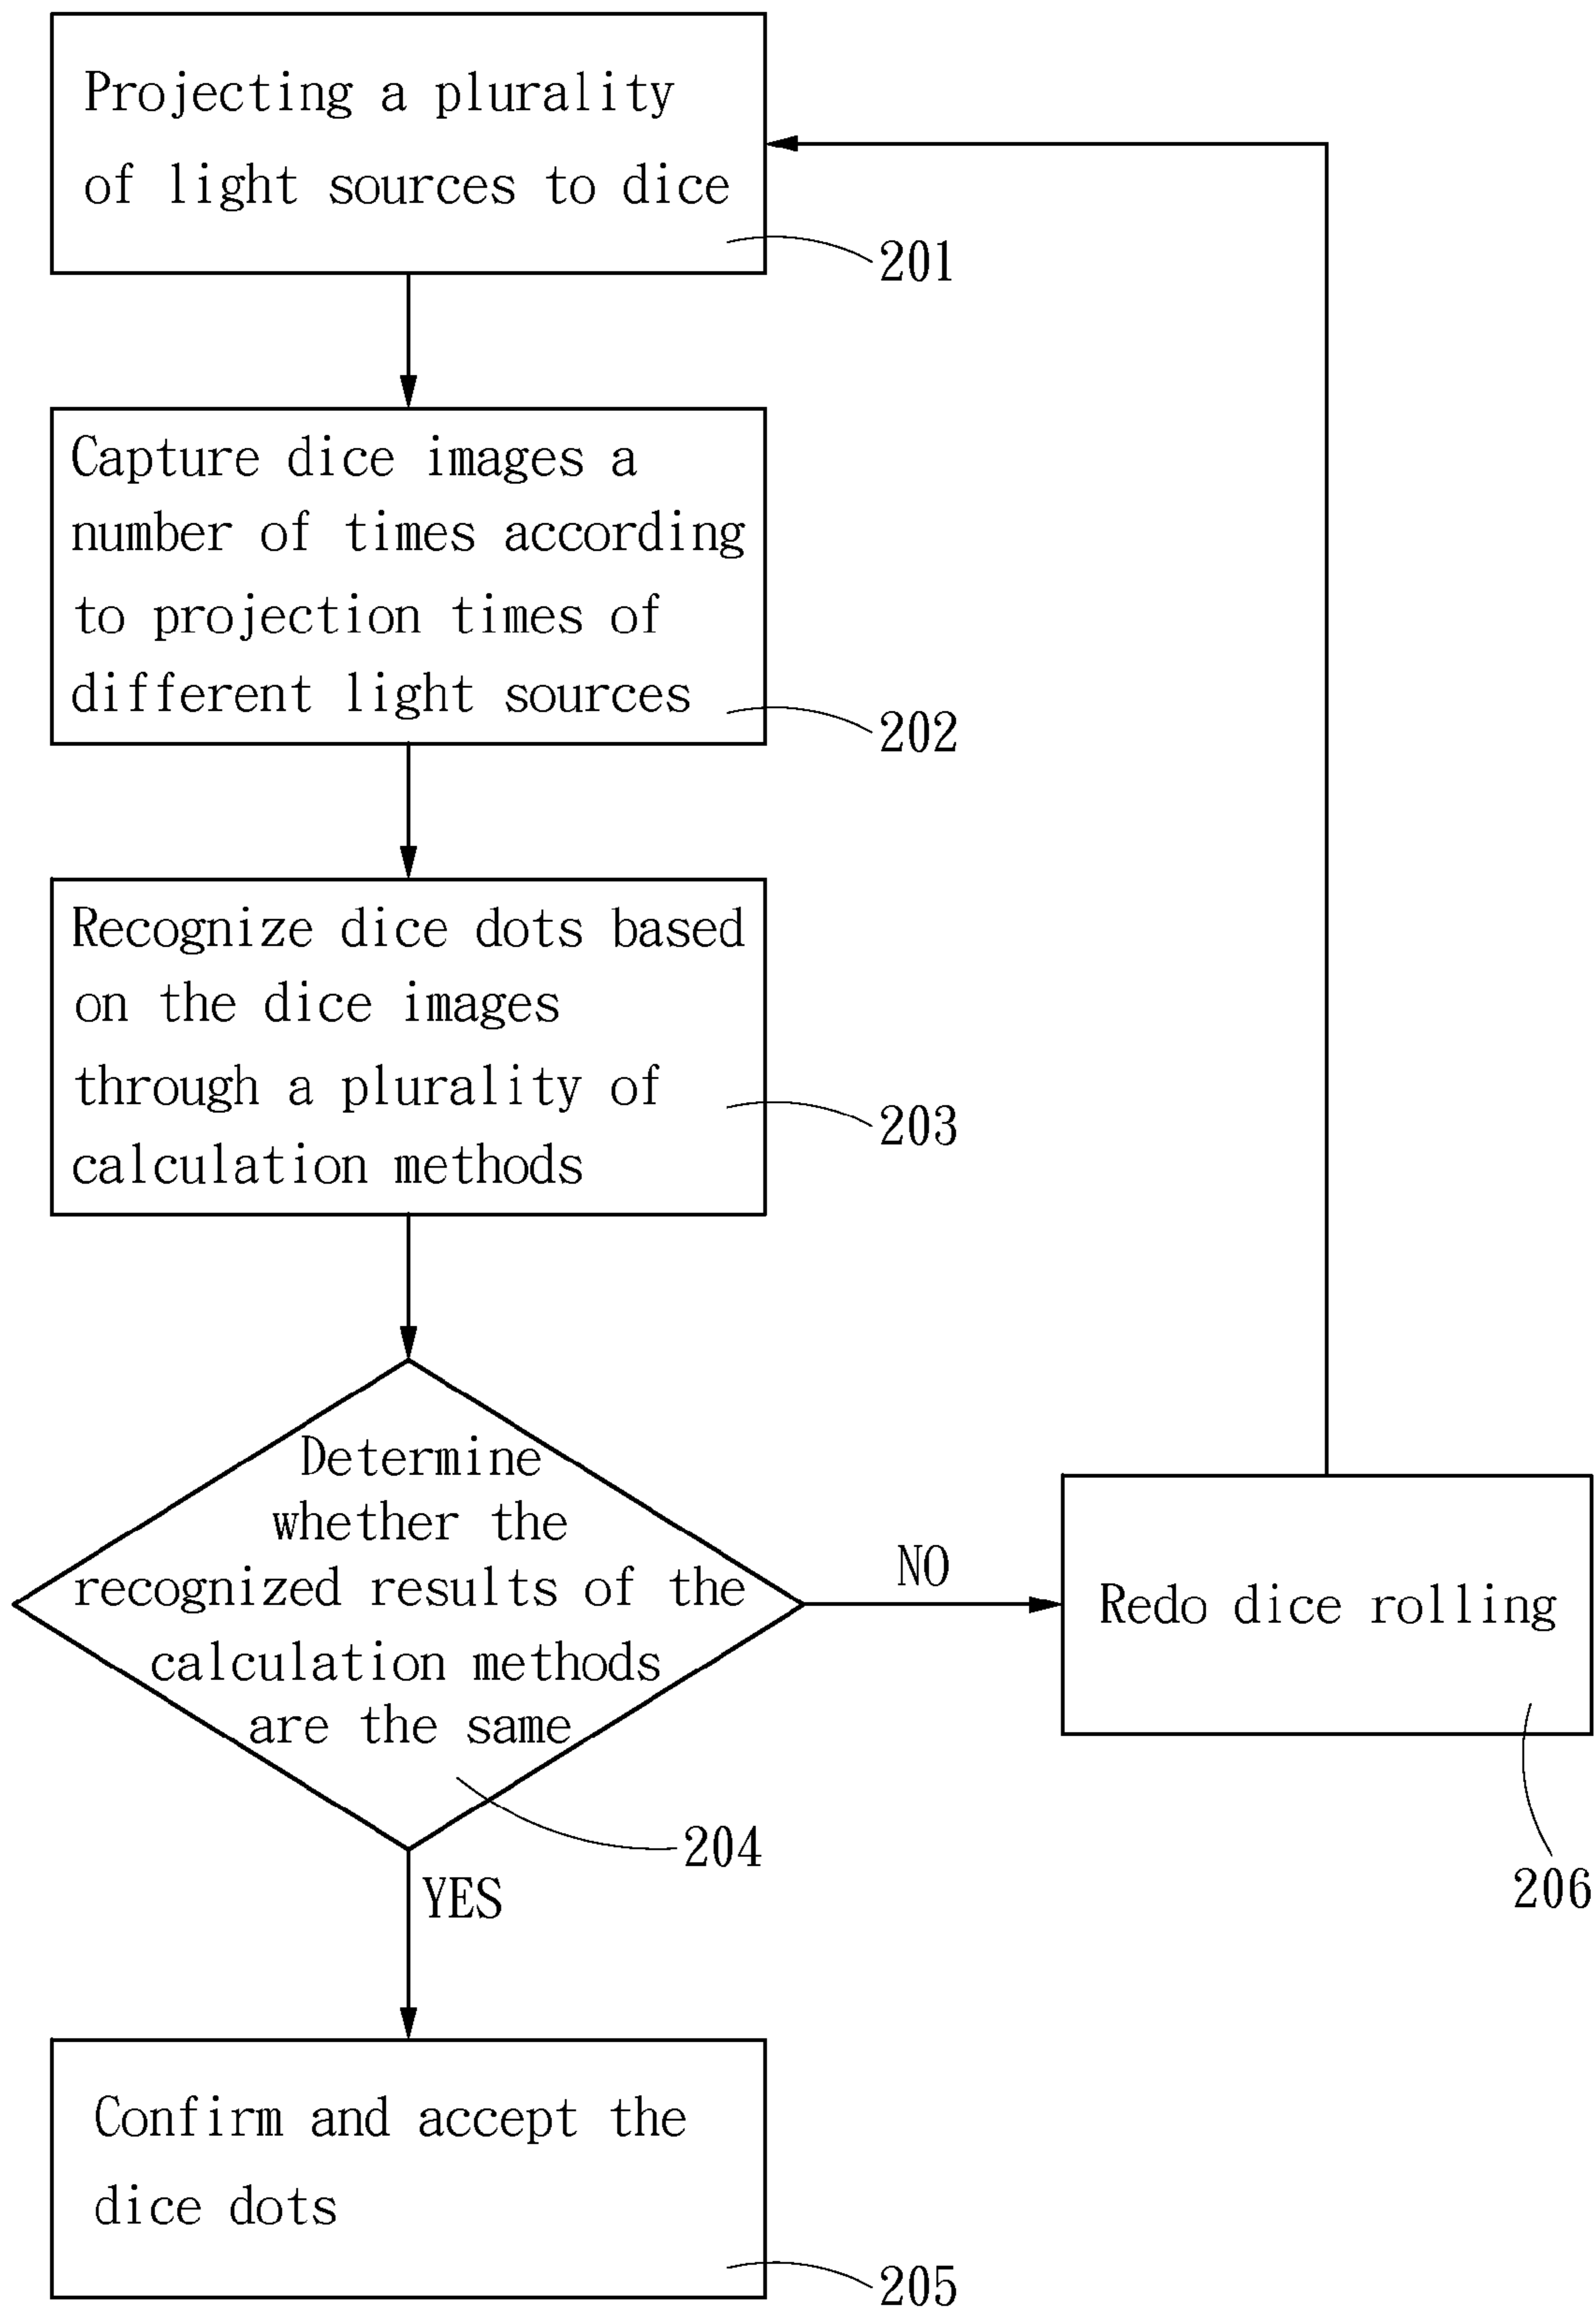 Projecting a plurality
of light sources to dice
201
Capture dice images a
number of times according
to projection times of
different light sources
202
Recognize dice dots based
on the dice images
through a plurality of
calculation methods
203
Determine
whether the
recognized results of the
calculation methods
are the same
204
NO
Redo dice rolling
206
YES
Confirm and accept the
dice dots
205